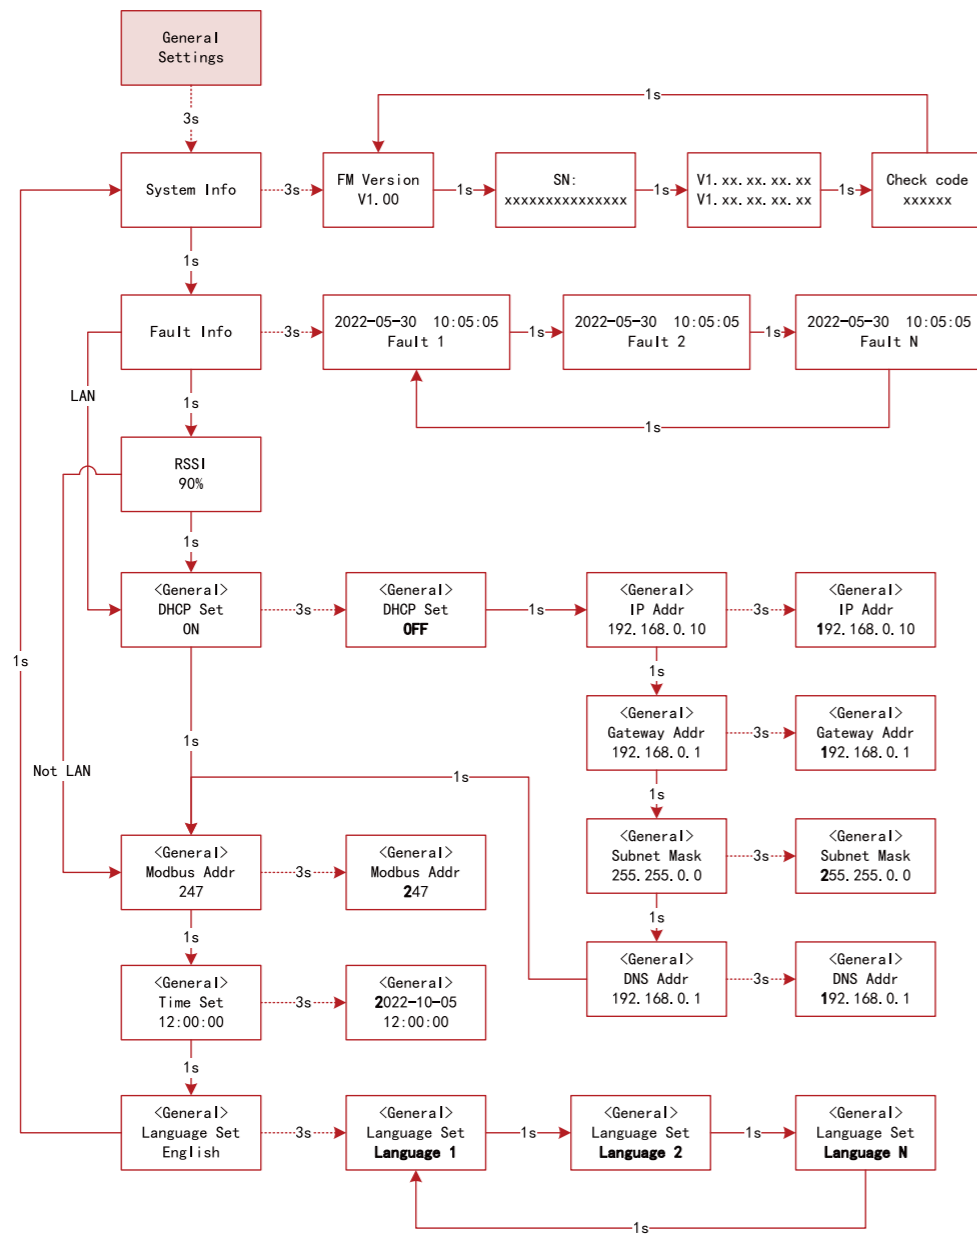 General
Settings
3s
1s
System Info
3s
FM Version
V1.00
1s
SN:
xxxxxxxxxxxxxxx
1s
V1.xx.xx.xx.xx
V1.xx.xx.xx.xx
1s
Check code
xxxxxx
1s
Fault Info
3s
2022-05-30 10:05:05
Fault 1
1s
2022-05-30 10:05:05
Fault 2
1s
2022-05-30 10:05:05
Fault N
LAN
1s
1s
RSSI
90%
1s
<General>
DHCP Set
ON
3s
<General>
DHCP Set
OFF
1s
<General>
IP Addr
192.168.0.10
3s
<General>
IP Addr
192.168.0.10
1s
1s
<General>
Gateway Addr
192.168.0.1
3s
<General>
Gateway Addr
192.168.0.1
1s
Not LAN
1s
1s
<General>
Modbus Addr
247
3s
<General>
Modbus Addr
247
<General>
Subnet Mask
255.255.0.0
3s
<General>
Subnet Mask
255.255.0.0
1s
1s
<General>
Time Set
12:00:00
3s
<General>
2022-10-05
12:00:00
<General>
DNS Addr
192.168.0.1
3s
<General>
DNS Addr
192.168.0.1
1s
<General>
Language Set
English
3s
<General>
Language Set
Language 1
1s
<General>
Language Set
Language 2
1s
<General>
Language Set
Language N
1s